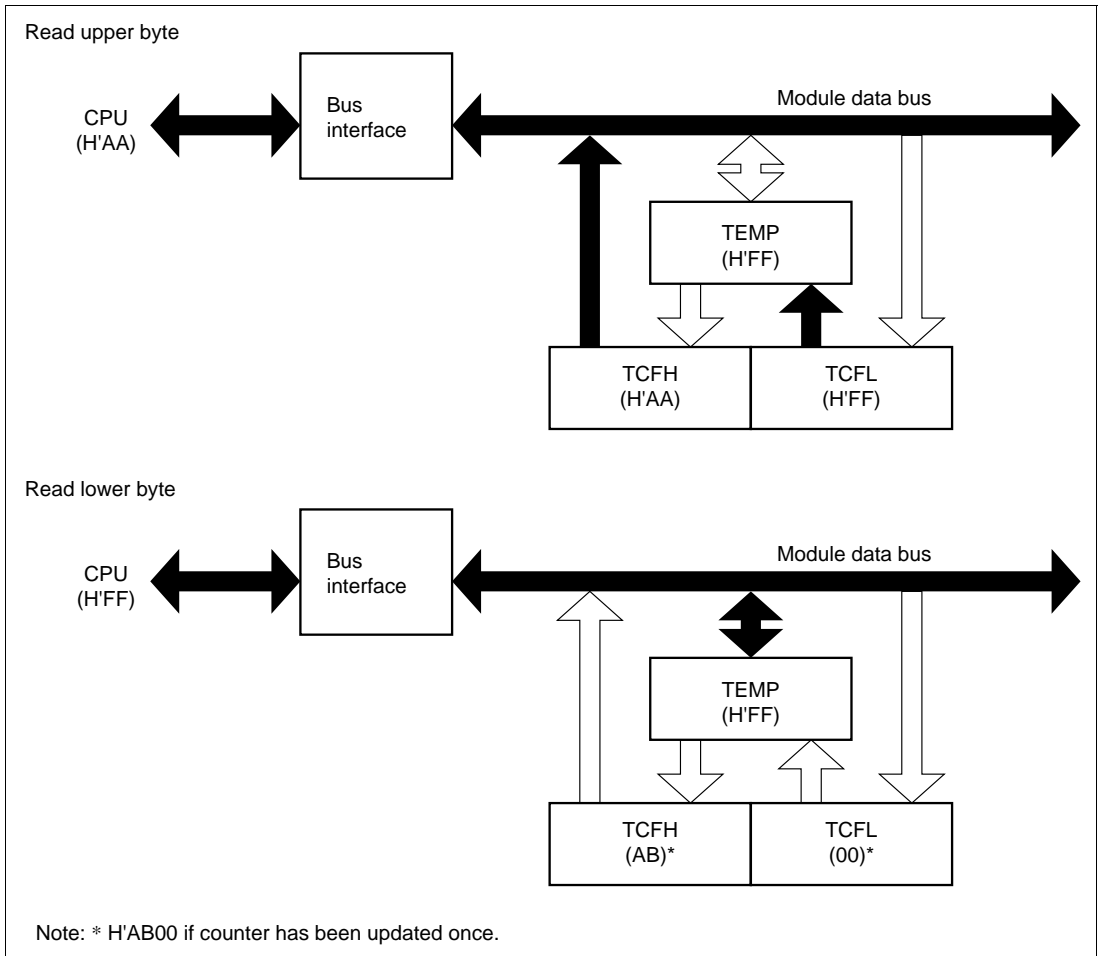 Read upper byte
CPU
(H'AA)
Bus
interface
Module data bus
TEMP
(H'FF)
TCFH
(H'AA)
TCFL
(H'FF)
Read lower byte
CPU
(H'FF)
Bus
interface
Module data bus
TEMP
(H'FF)
TCFH
(AB)*
TCFL
(00)*
Note: * H'AB00 if counter has been updated once.